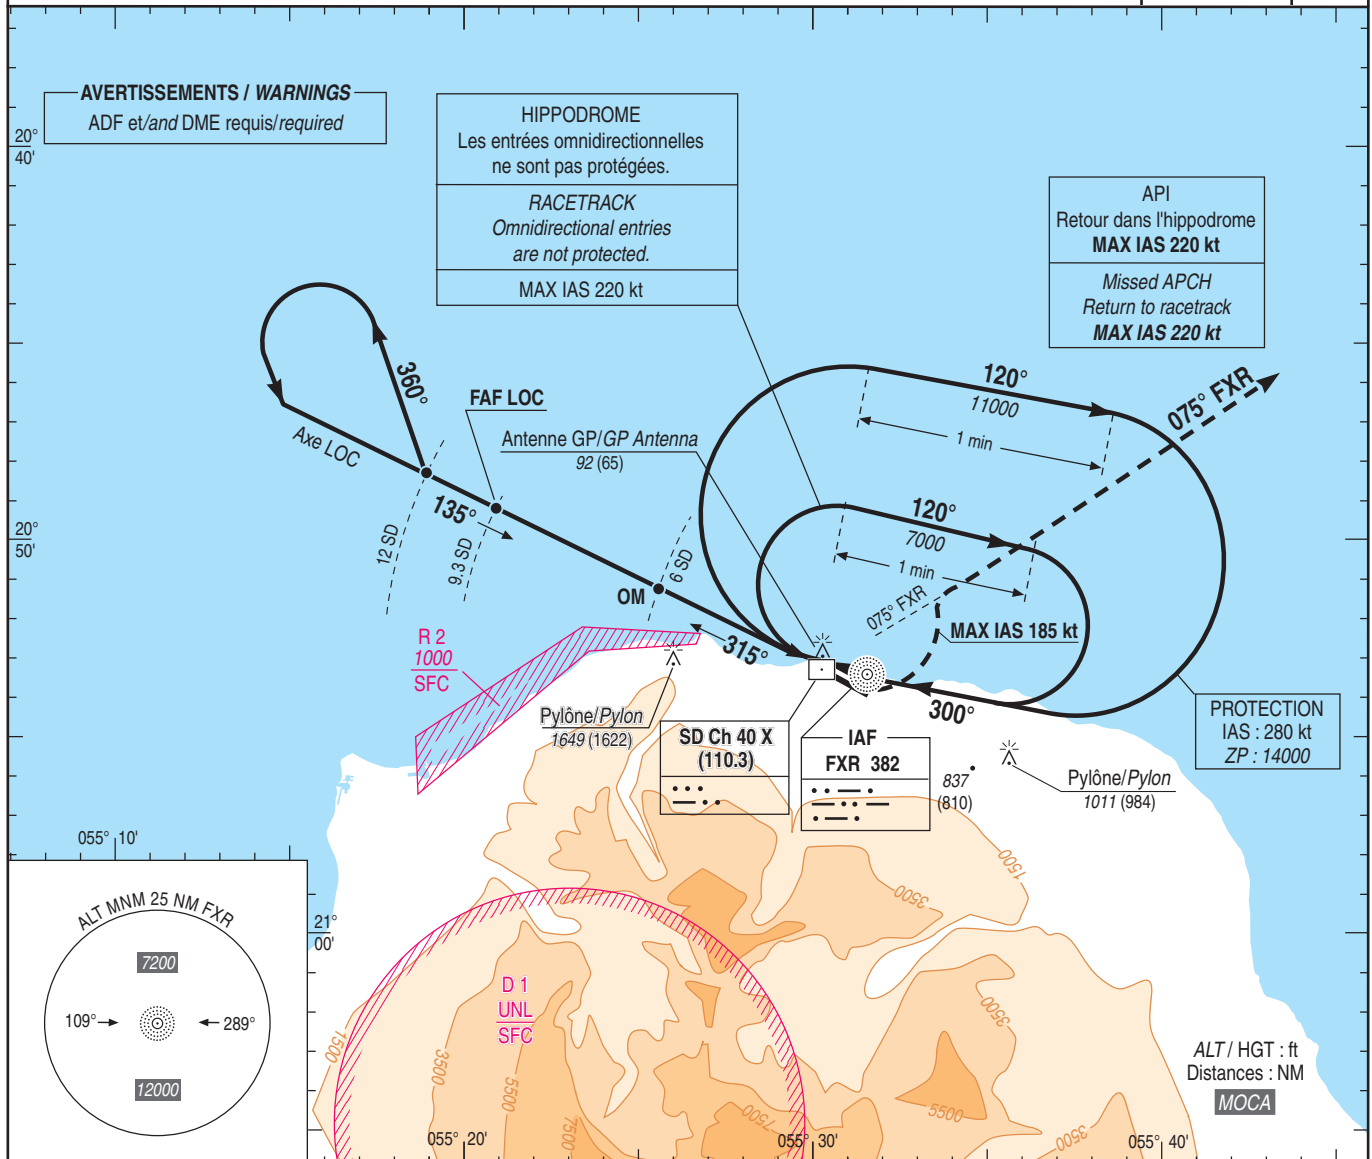 AVERTISSEMENTS / WARNINGS
ADF et/and DME requis/required
20°
40'
HIPPODROME
Les entrées omnidirectionnelles
ne sont pas protégées.
RACETRACK
Omnidirectional entries
are not protected.
MAX IAS 220 kt
API
Retour dans l'hippodrome
MAX IAS 220 kt
Missed APCH
Return to racetrack
MAX IAS 220 kt
360°
FAF LOC
Axe LOC
Antenne GP/GP Antenna
92 (65)
120°
11000
1 min
075° FXR
135°
12 SD
9.3 SD
6 SD
OM
20°
50'
120°
7000
1 min
075° FXR
MAX IAS 185 kt
315°
300°
R 2
1000
SFC
Pylône/Pylon
1649 (1622)
SD Ch 40 X
(110.3)
IAF
FXR 382
837
(810)
Pylône/Pylon
1011 (984)
PROTECTION
IAS : 280 kt
ZP : 14000
055° 10'
ALT MNM 25 NM FXR
7200
109°
289°
12000
21°
00'
D 1
UNL
SFC
1500
3500
1500
3500
5500
7500
7500
3500
5500
3500
ALT / HGT : ft
Distances : NM
MOCA
055° 20'
055° 30'
055° 40'